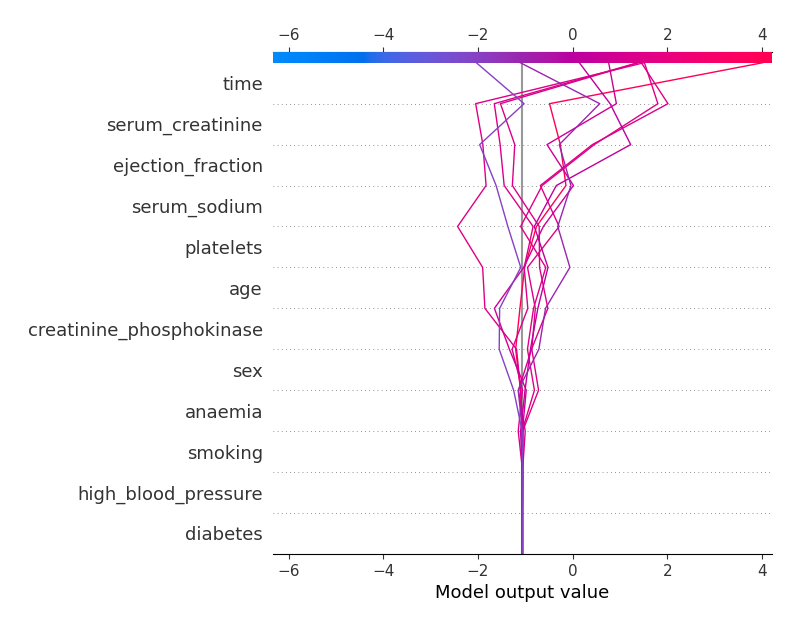 −6 −4 −2 0 2 4
time
serum_creatinine
ejection_fraction
serum_sodium
platelets
age
creatinine_phosphokinase
sex
anaemia
smoking
high_blood_pressure
diabetes
−6 −4 −2 0 2 4
Model output value